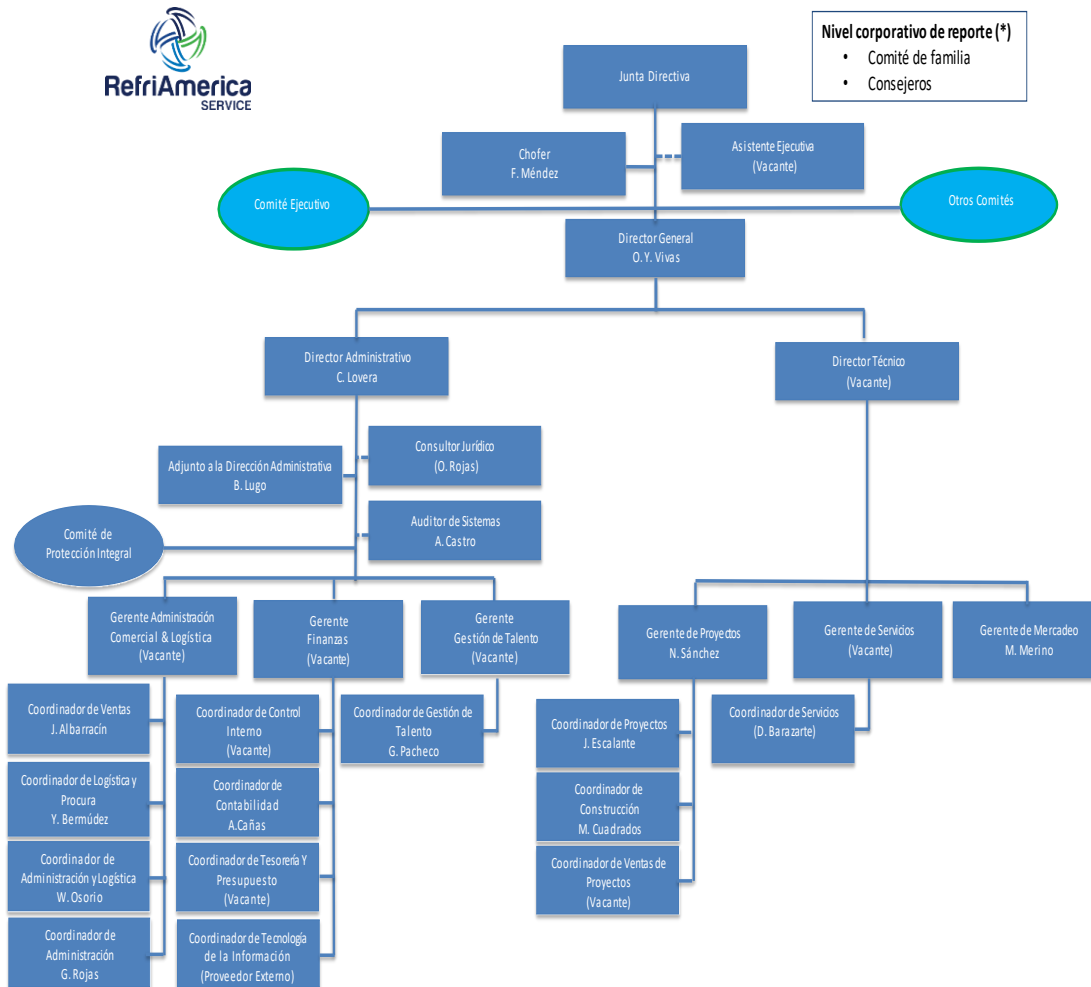 RefriAmerica
SERVICE
Nivel corporativo de reporte (*)
• Comité de familia
• Consejeros
Junta Directiva
Chofer
F. Méndez
Asistente Ejecutiva
(Vacante)
Comité Ejecutivo
Otros Comités
Director General
O. Y. Vivas
Director Administrativo
C. Lovera
Director Técnico
(Vacante)
Adjunto a la Dirección Administrativa
B. Lugo
Consultor Jurídico
(O. Rojas)
Auditor de Sistemas
A. Castro
Comité de
Protección Integral
Gerente Administración
Comercial & Logística
(Vacante)
Gerente
Finanzas
(Vacante)
Gerente
Gestión de Talento
(Vacante)
Gerente de Proyectos
N. Sánchez
Gerente de Servicios
(Vacante)
Gerente de Mercadeo
M. Merino
Coordinador de Ventas
J. Albarracín
Coordinador de Logística y
Procura
Y. Bermúdez
Coordinador de
Administración y Logística
W. Osorio
Coordinador de
Administración
G. Rojas
Coordinador de Control
Interno
(Vacante)
Coordinador de
Contabilidad
A.Cañas
Coordinador de Tesorería Y
Presupuesto
(Vacante)
Coordinador de Tecnología
de la Información
(Proveedor Externo)
Coordinador de Gestión de
Talento
G. Pacheco
Coordinador de Proyectos
J. Escalante
Coordinador de
Construcción
M. Cuadrados
Coordinador de Ventas de
Proyectos
(Vacante)
Coordinador de Servicios
(D. Barazarte)